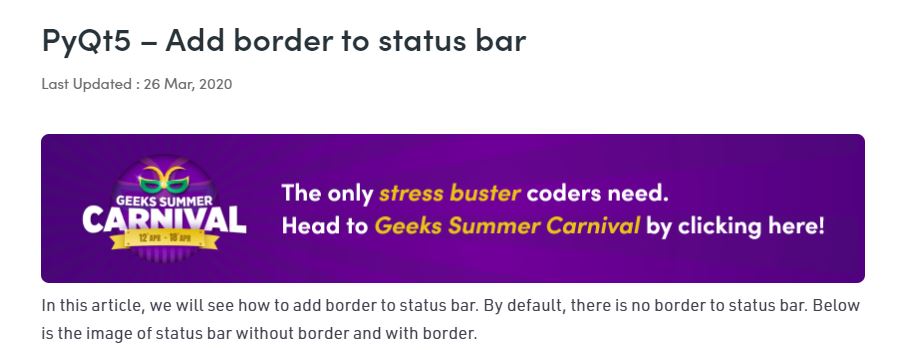 PyQt5 – Add border to status bar
Last Updated : 26 Mar, 2020
GEEKS SUMMER
CARNIVAL
12 APR - 18 APR
The only stress buster coders need.
Head to Geeks Summer Carnival by clicking here!
In this article, we will see how to add border to status bar. By default, there is no border to status bar. Below
is the image of status bar without border and with border.